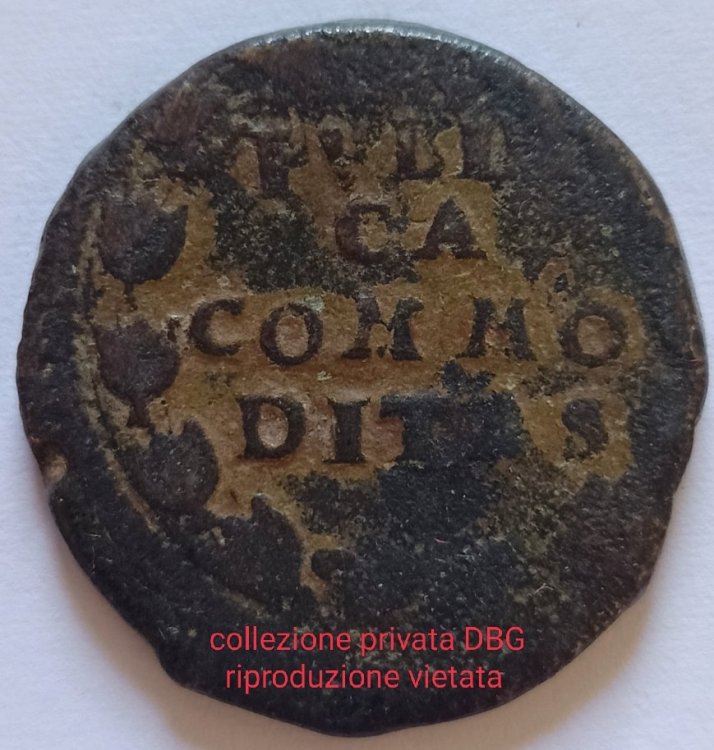 PVBLI
CA
COMMO
DITAS
collezione privata DBG
riproduzione vietata